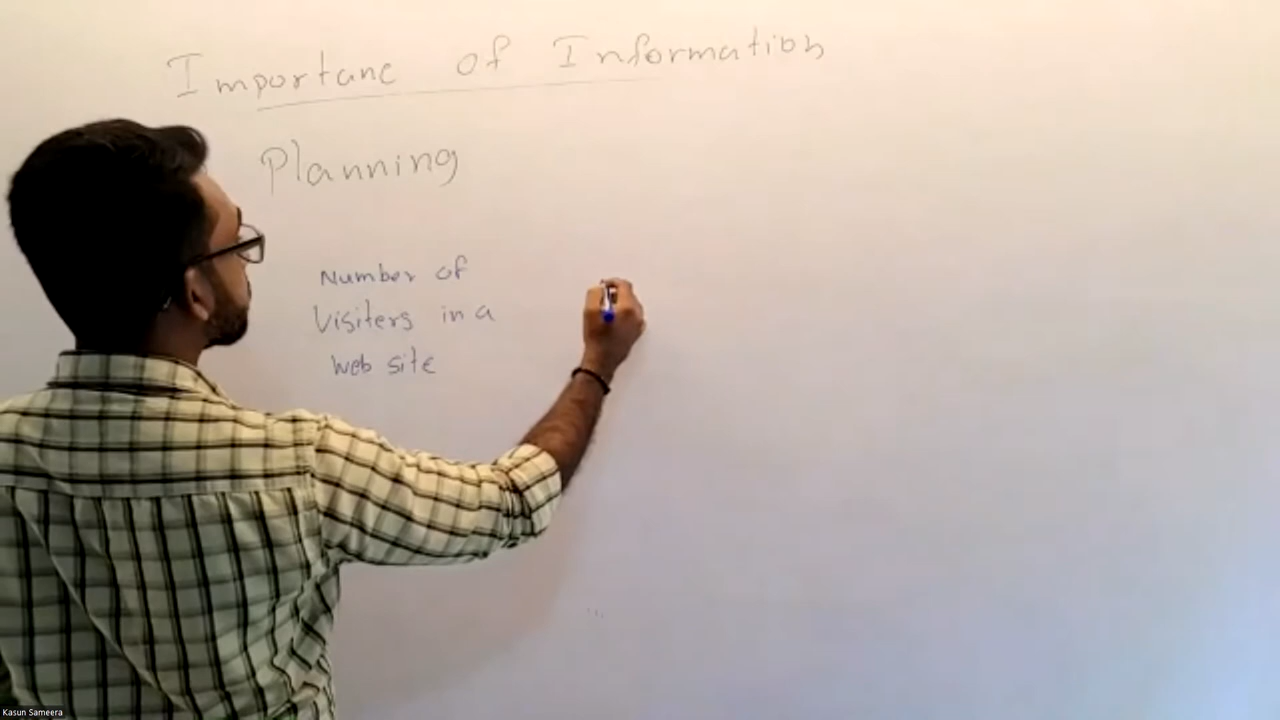 Importanc of Information
Planning
Number of
Visiters in a
Web site
Kasun Sameera